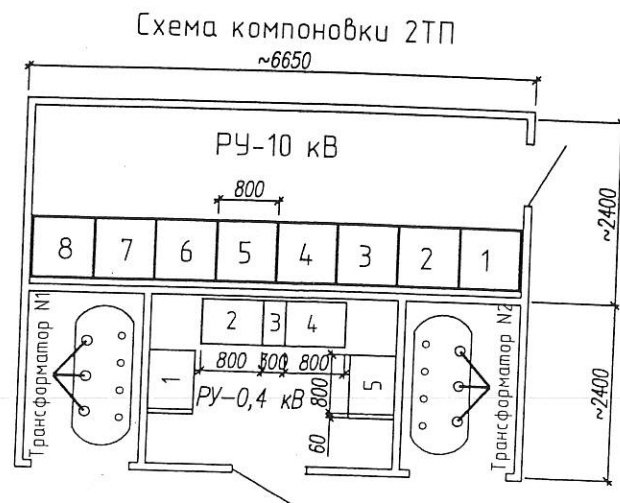 Схема компоновки 2ТП
~6650
РУ-10 кВ
800
8 7 6 5 4 3 2 1
~2400
Трансформатор N1
2 3 4
Трансформатор N2
1
800 300 800
5
800
РУ-0,4 кВ
60
~2400